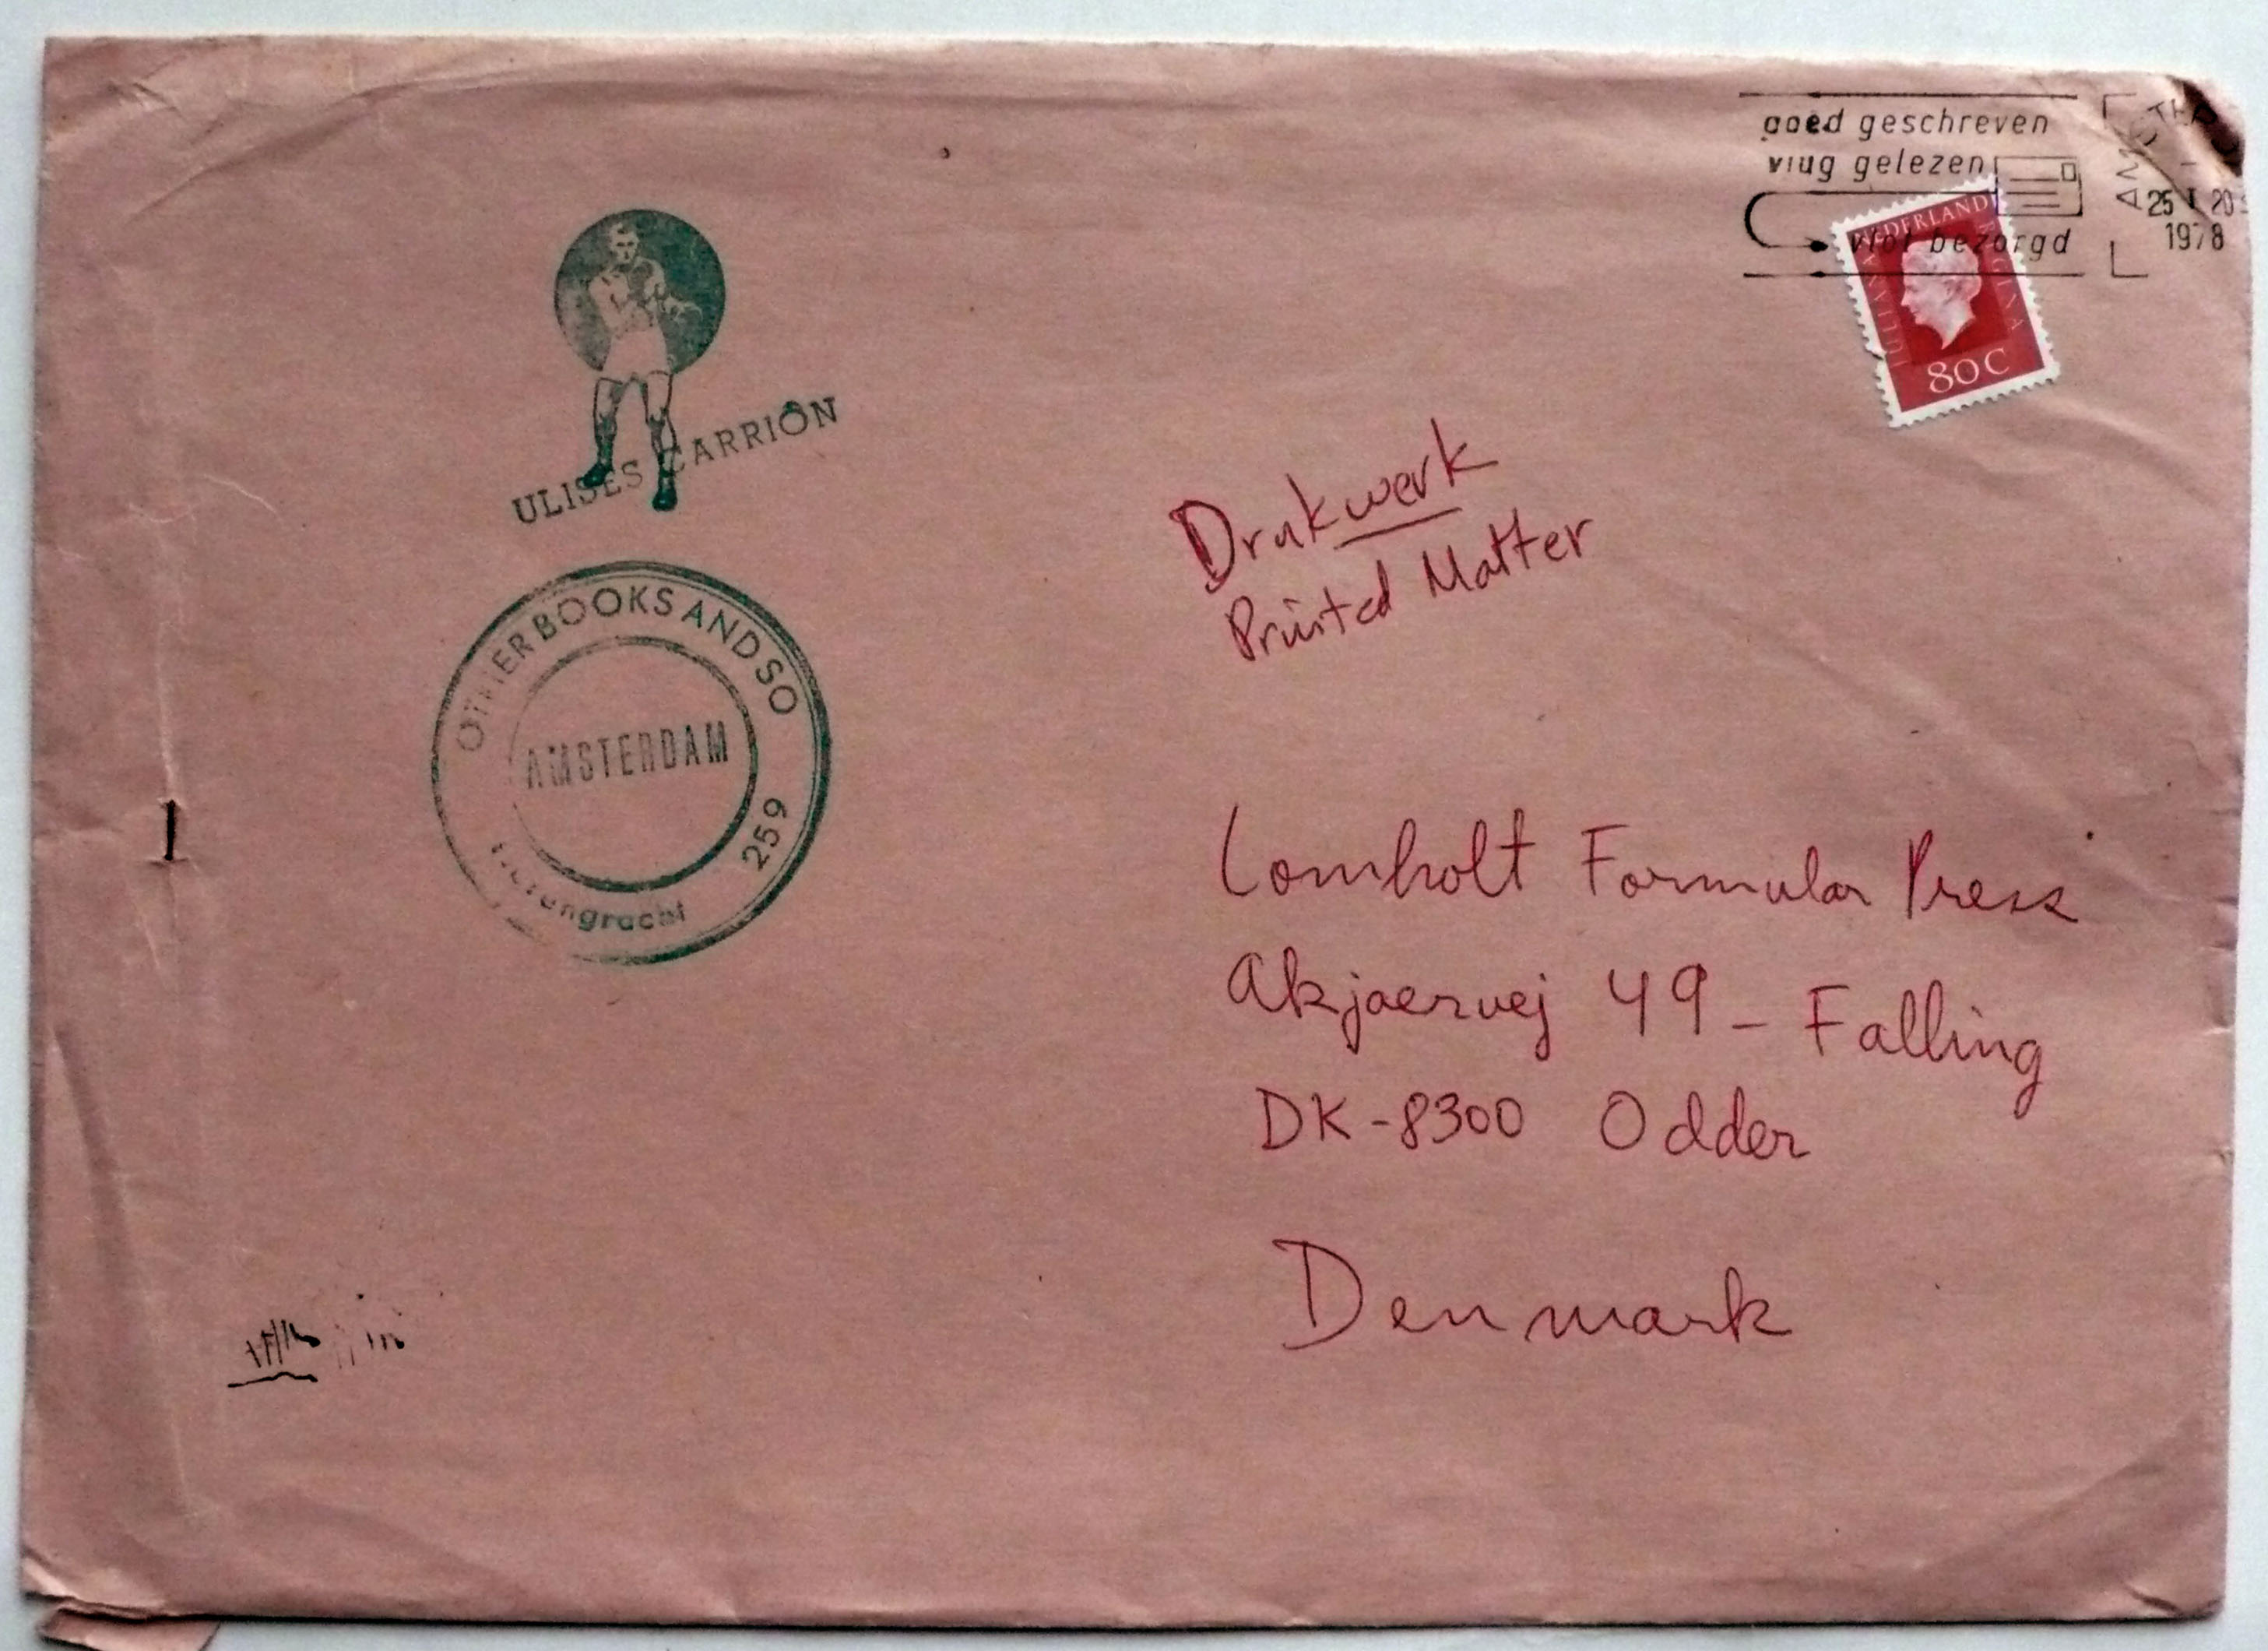 goed geschreven
vlug gelezen
vlot bezorgd
25 I 20
1978
NEDERLAND
JULIANA REGINA
80C
ULISES CARRIÓN
Drukwerk
Printed Matter
OTHER BOOKS AND SO
AMSTERDAM
259
Lomholt Formular Press
Akjaervej 49 - Falling
DK-8300 Odder
Denmark